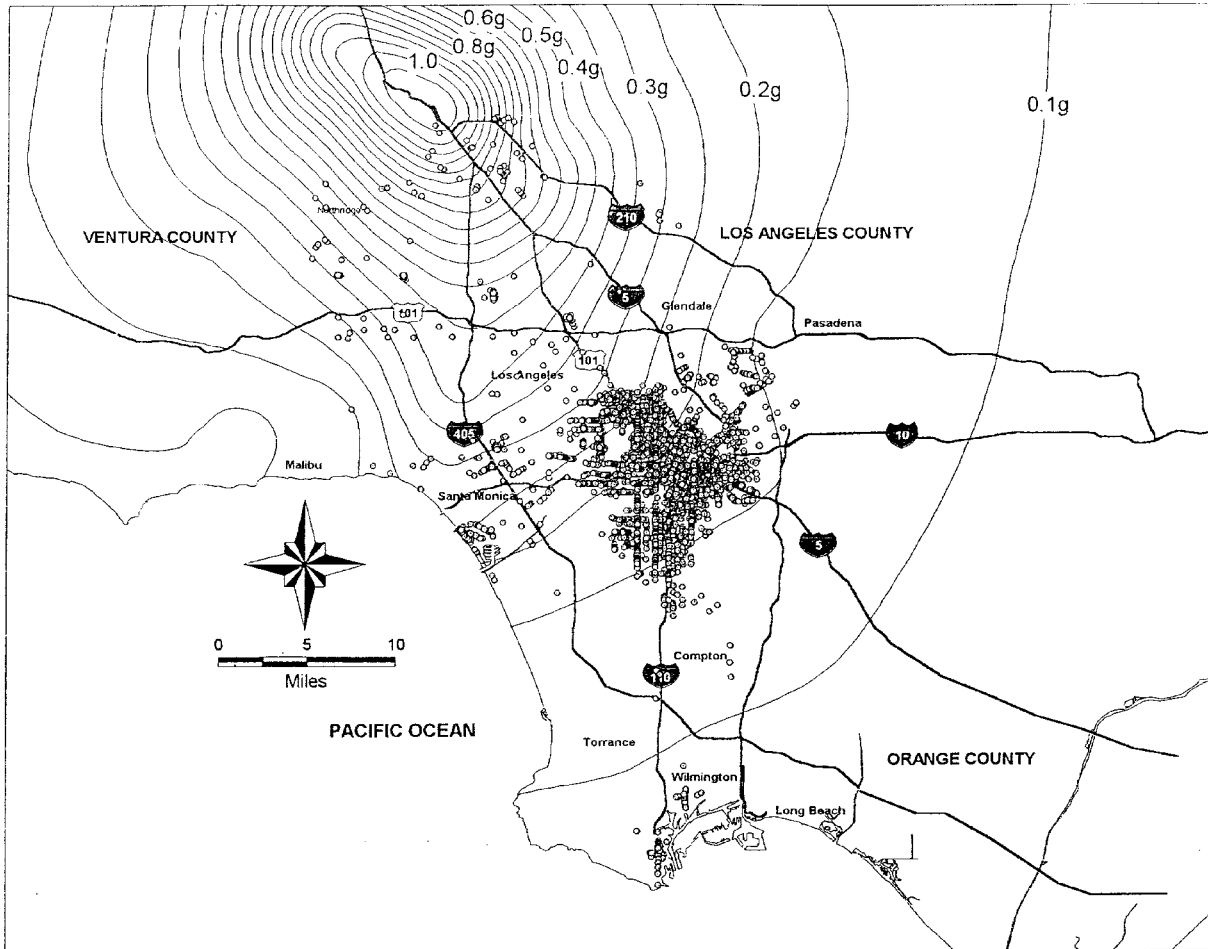 0.6g
0.5g
1.0
0.8g
0.4g
0.3g
0.2g
0.1g
Northridge
210
VENTURA COUNTY
LOS ANGELES COUNTY
5
Glendale
101
Pasadena
101
Los Angeles
405
10
Malibu
Santa Monica
5
0 5 10
Miles
Compton
110
PACIFIC OCEAN
Torrance
ORANGE COUNTY
Wilmington
Long Beach